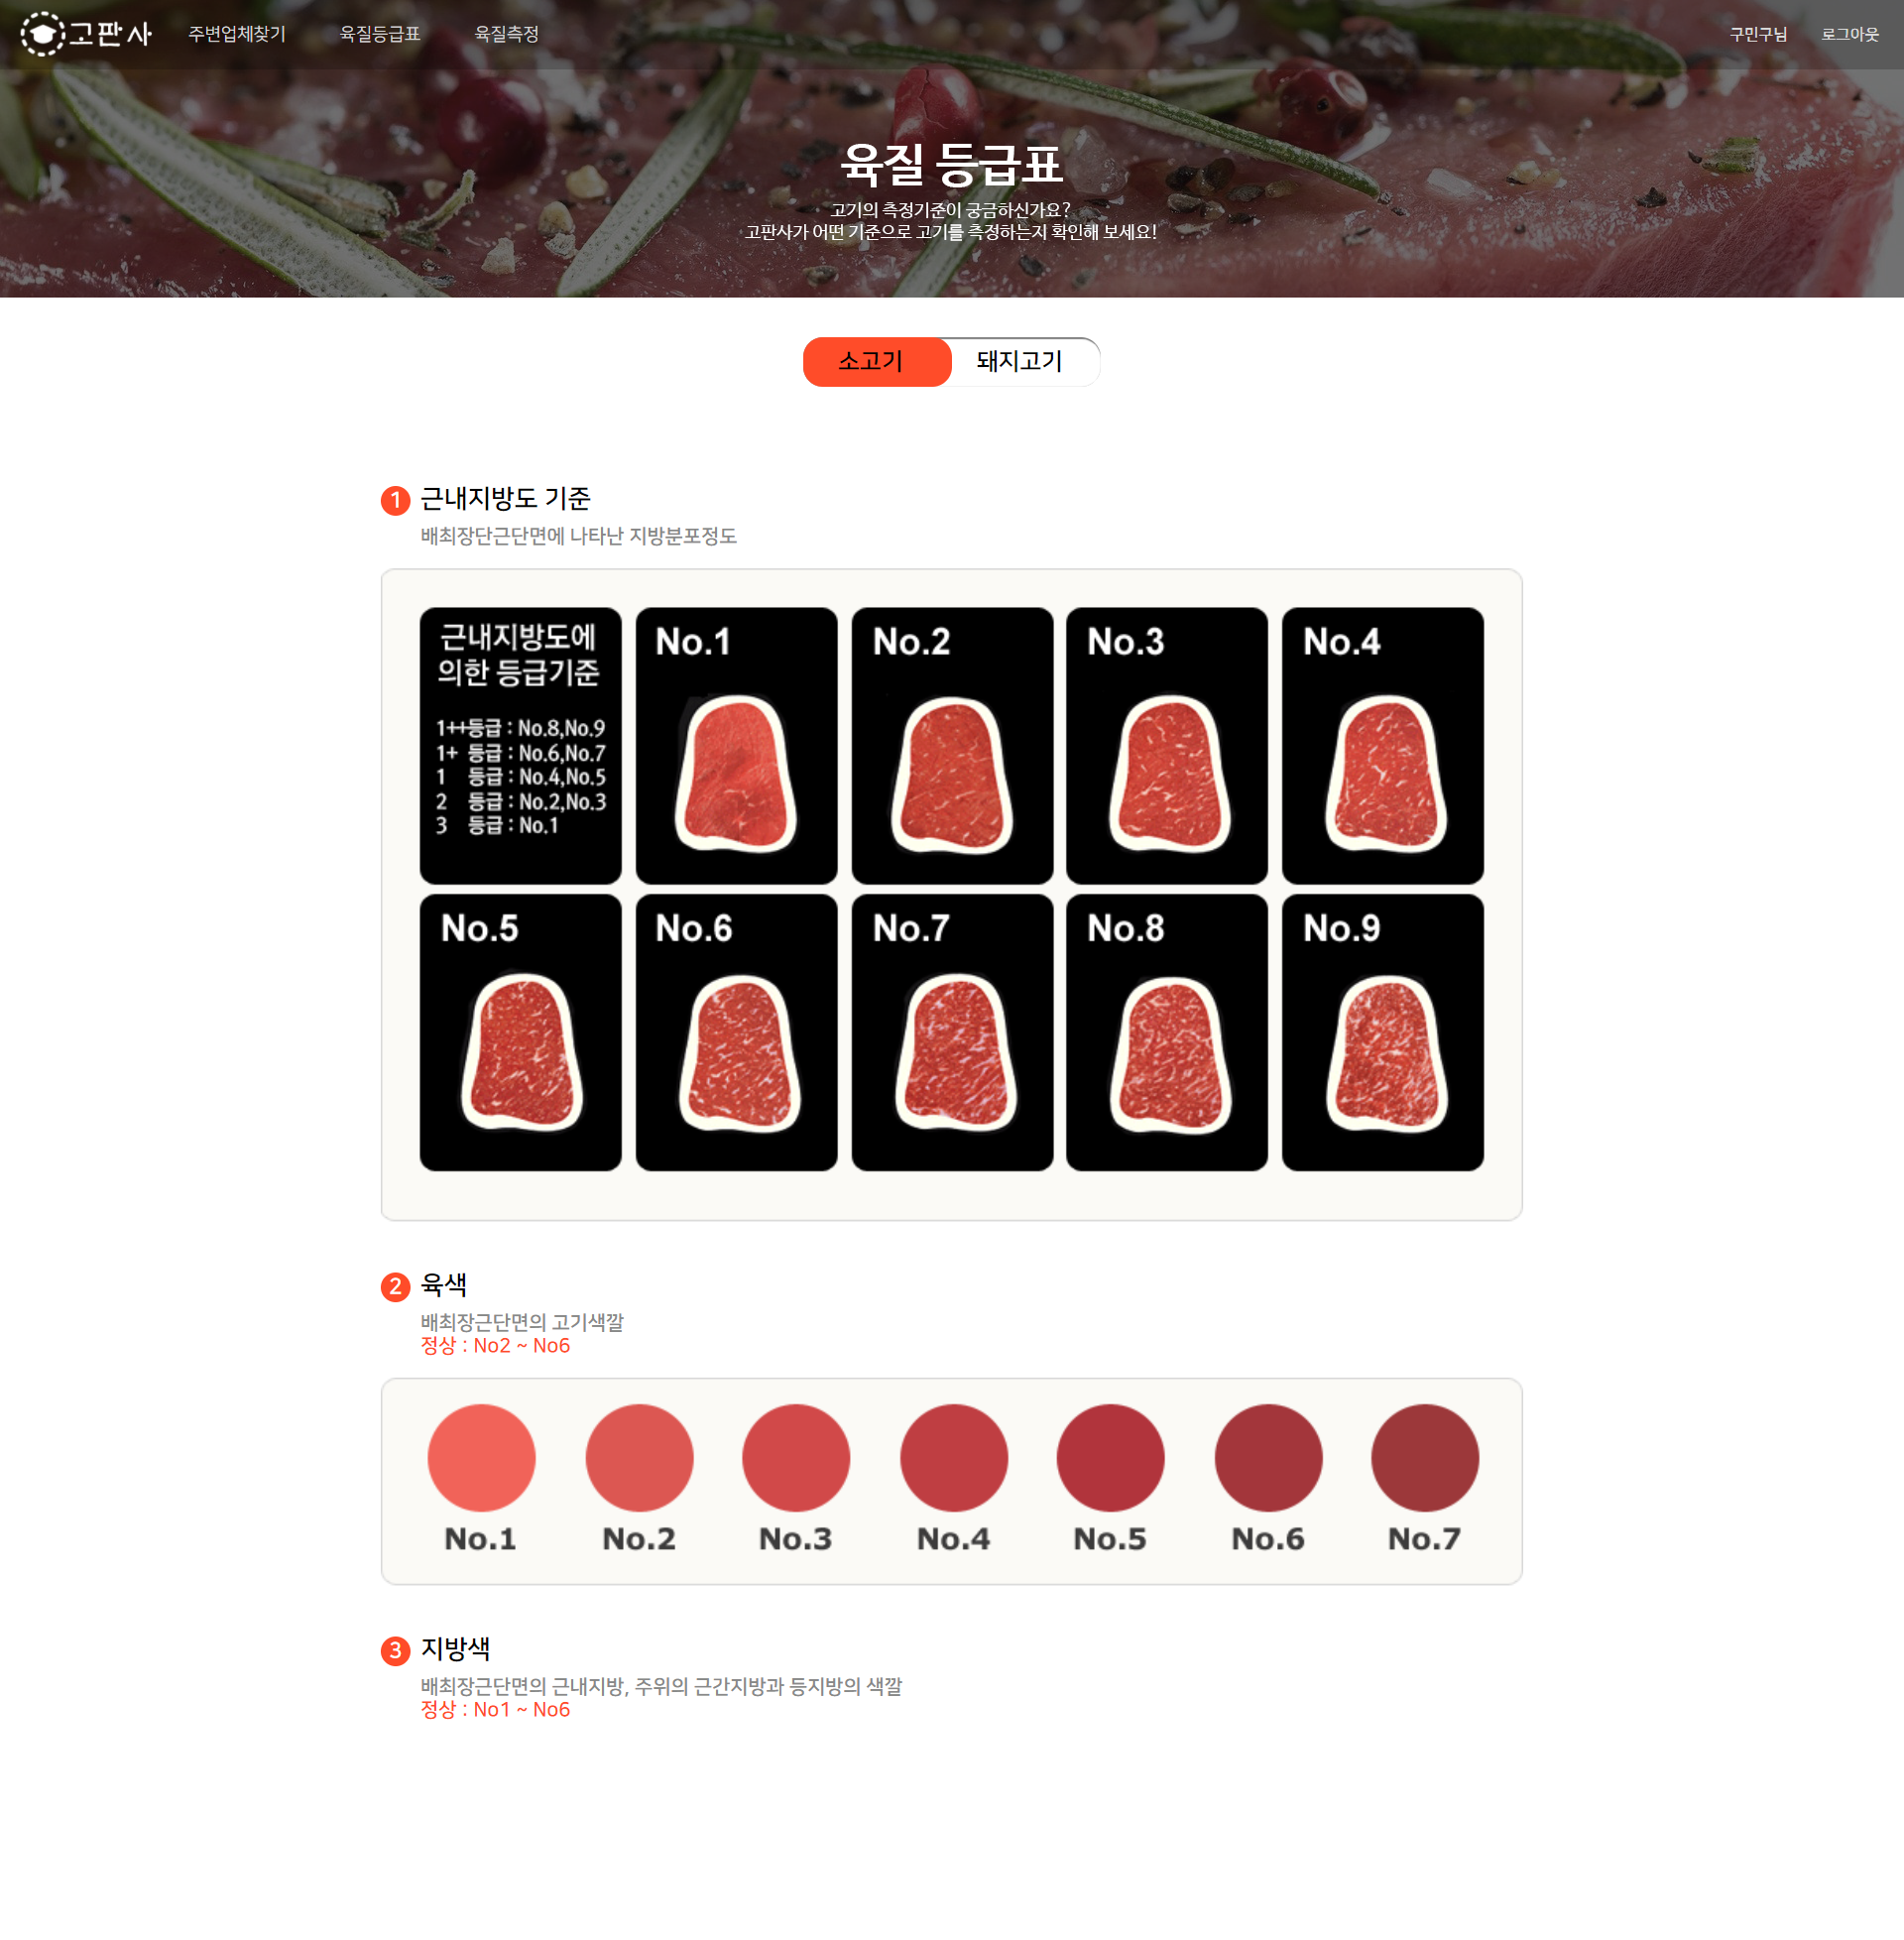 고판사
주변업체찾기
육질등급표
육질측정
구민구님
로그아웃
육질 등급표
고기의 측정기준이 궁금하신가요?
고판사가 어떤 기준으로 고기를 측정하는지 확인해 보세요!
소고기
돼지고기
1 근내지방도 기준
배최장단근단면에 나타난 지방분포정도
근내지방도에
의한 등급기준
1++등급 : No.8,No.9
1+ 등급 : No.6,No.7
1 등급 : No.4,No.5
2 등급 : No.2,No.3
3 등급 : No.1
No.1
No.2
No.3
No.4
No.5
No.6
No.7
No.8
No.9
2 육색
배최장근단면의 고기색깔
정상 : No2 ~ No6
No.1
No.2
No.3
No.4
No.5
No.6
No.7
3 지방색
배최장근단면의 근내지방, 주위의 근간지방과 등지방의 색깔
정상 : No1 ~ No6